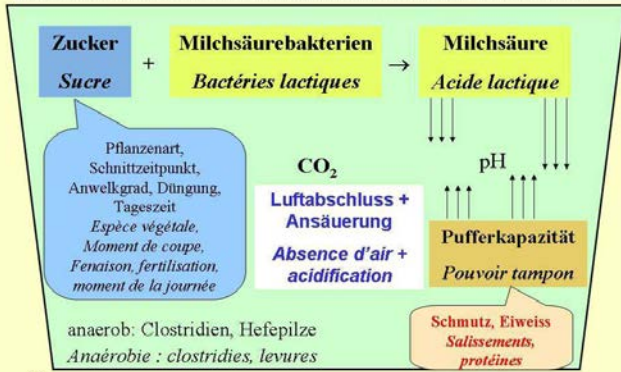 Zucker
Sucre
+
Milchsäurebakterien
Bactéries lactiques
→
Milchsäure
Acide lactique
Pflanzenart,
Schnittzeitpunkt,
Anwelkgrad, Düngung,
Tageszeit
Espèce végétale,
Moment de coupe,
Fenaison, fertilisation,
moment de la journée
CO₂
Luftabschluss +
Ansäuerung
Absence d'air +
acidification
pH
Pufferkapazität
Pouvoir tampon
Schmutz, Eiweiss
Salissements,
protéines
anaerob: Clostridien, Hefepilze
Anaérobie : clostridies, levures